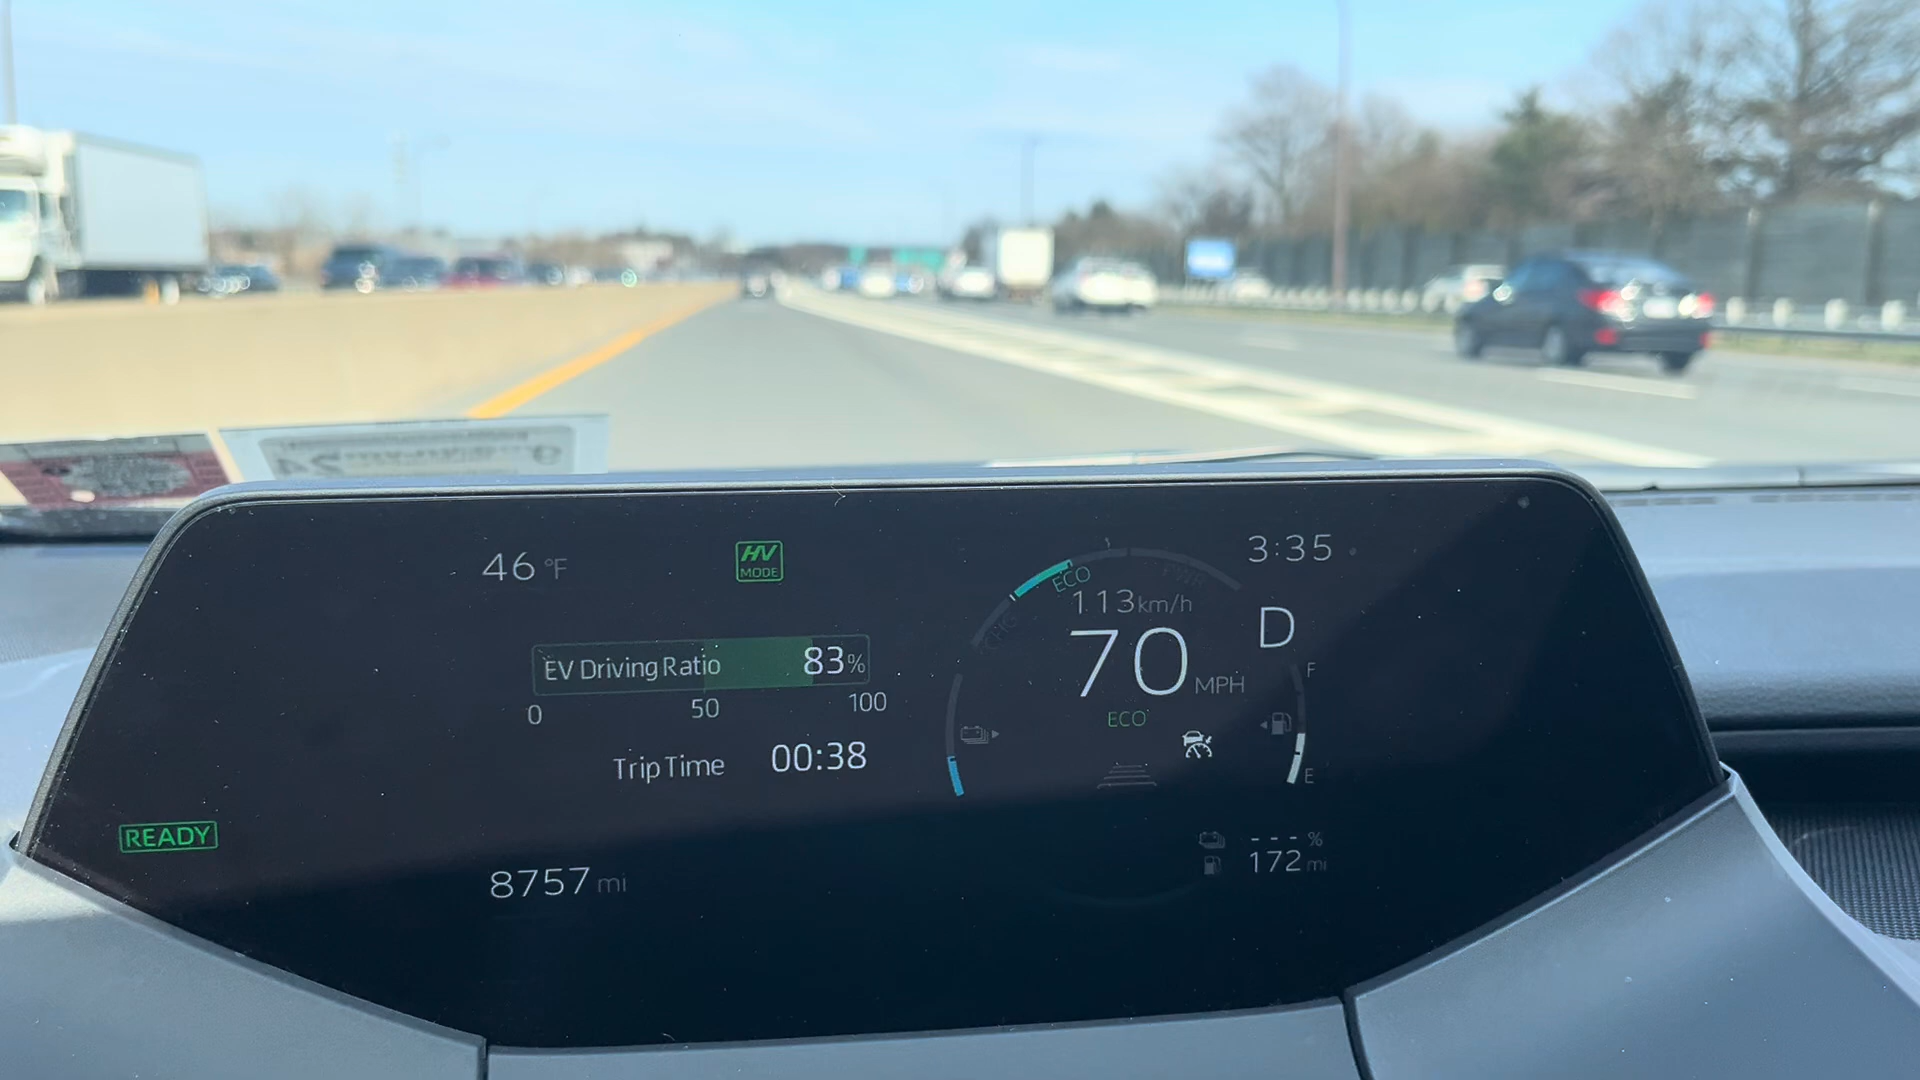 46 °F
HV
MODE
3:35
ECO
113 km/h
D
70 MPH
EV Driving Ratio 83%
0 50 100
F
ECO
Trip Time 00:38
E
READY
--- %
172 mi
8757 mi